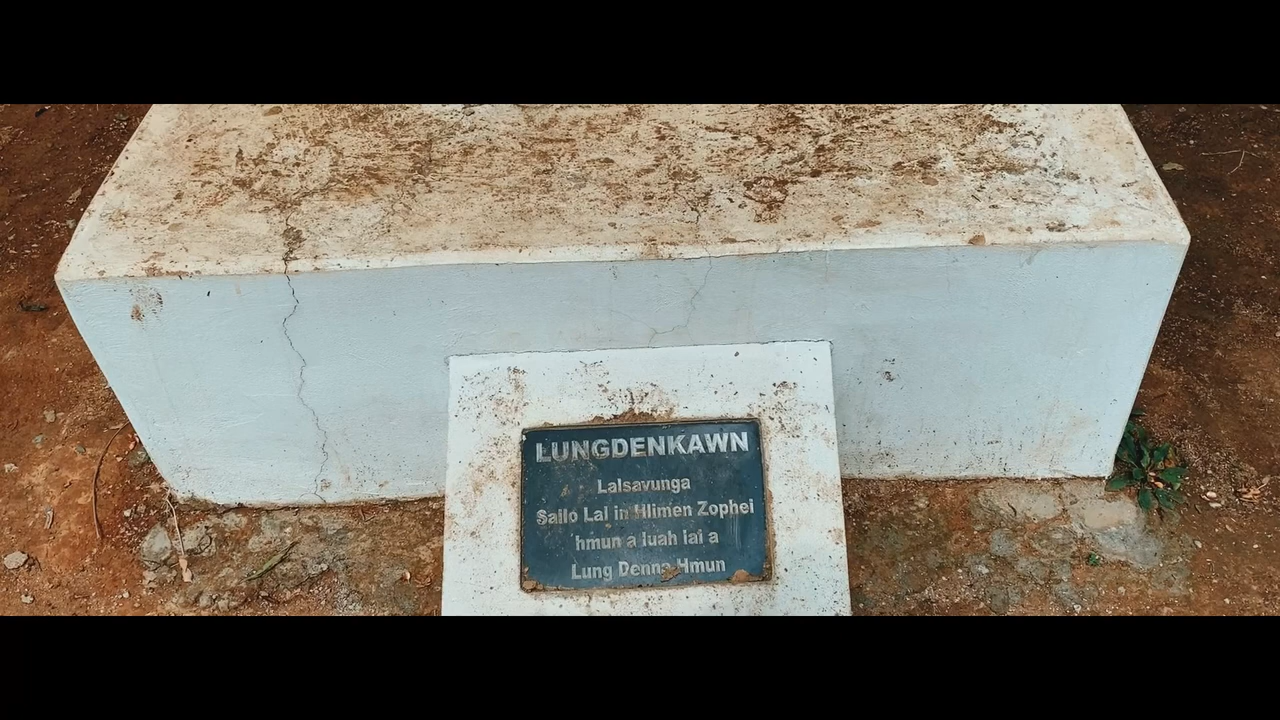 LUNGDENKAWN
Lalsavunga
Sailo Lal in Hlimen Zophei
hmun a luah lai a
Lung Denna Hmun